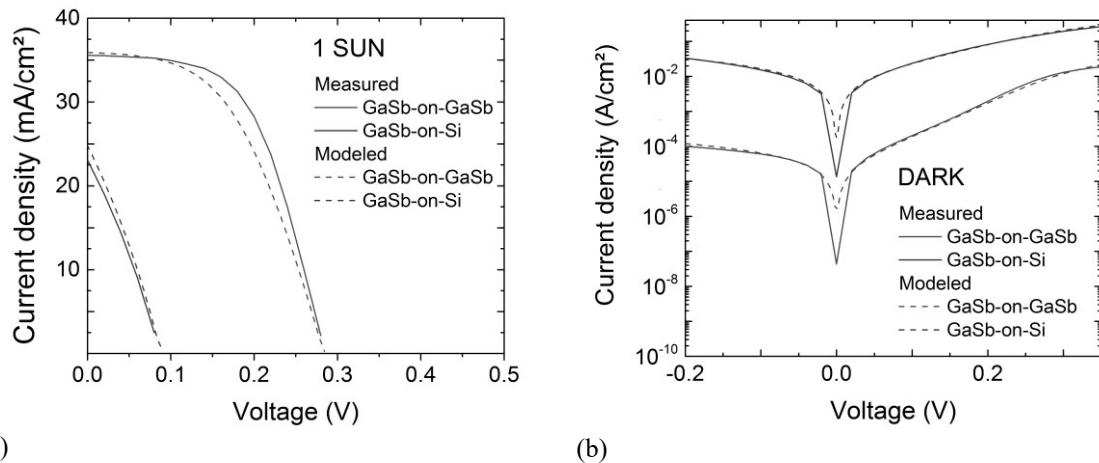 40
35
30
25
20
10
Current density (mA/cm²)
1 SUN
Measured
GaSb-on-GaSb
GaSb-on-Si
Modeled
GaSb-on-GaSb
GaSb-on-Si
0.0 0.1 0.2 0.3 0.4 0.5
Voltage (V)
)
10⁻²
10⁻⁴
10⁻⁶
10⁻⁸
10⁻¹⁰
Current density (A/cm²)
DARK
Measured
GaSb-on-GaSb
GaSb-on-Si
Modeled
GaSb-on-GaSb
GaSb-on-Si
-0.2 0.0 0.2
Voltage (V)
(b)